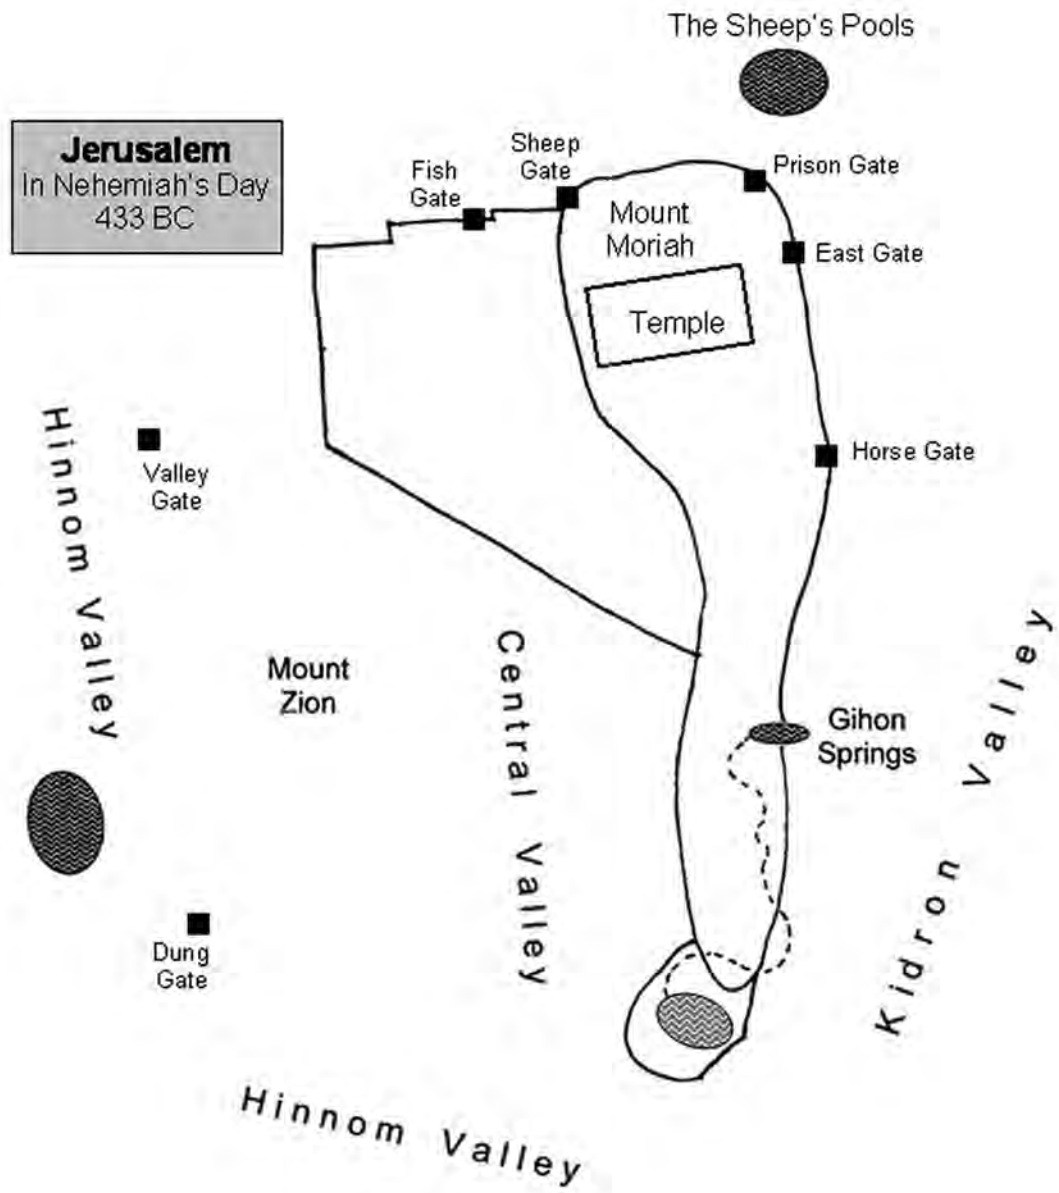 The Sheep's Pools
Jerusalem
In Nehemiah's Day
433 BC
Sheep
Gate
Fish
Gate
Prison Gate
Mount
Moriah
East Gate
Temple
Hinnom Valley
Valley
Gate
Horse Gate
Mount
Zion
Central Valley
Gihon
Springs
Kidron Valley
Dung
Gate
Hinnom Valley